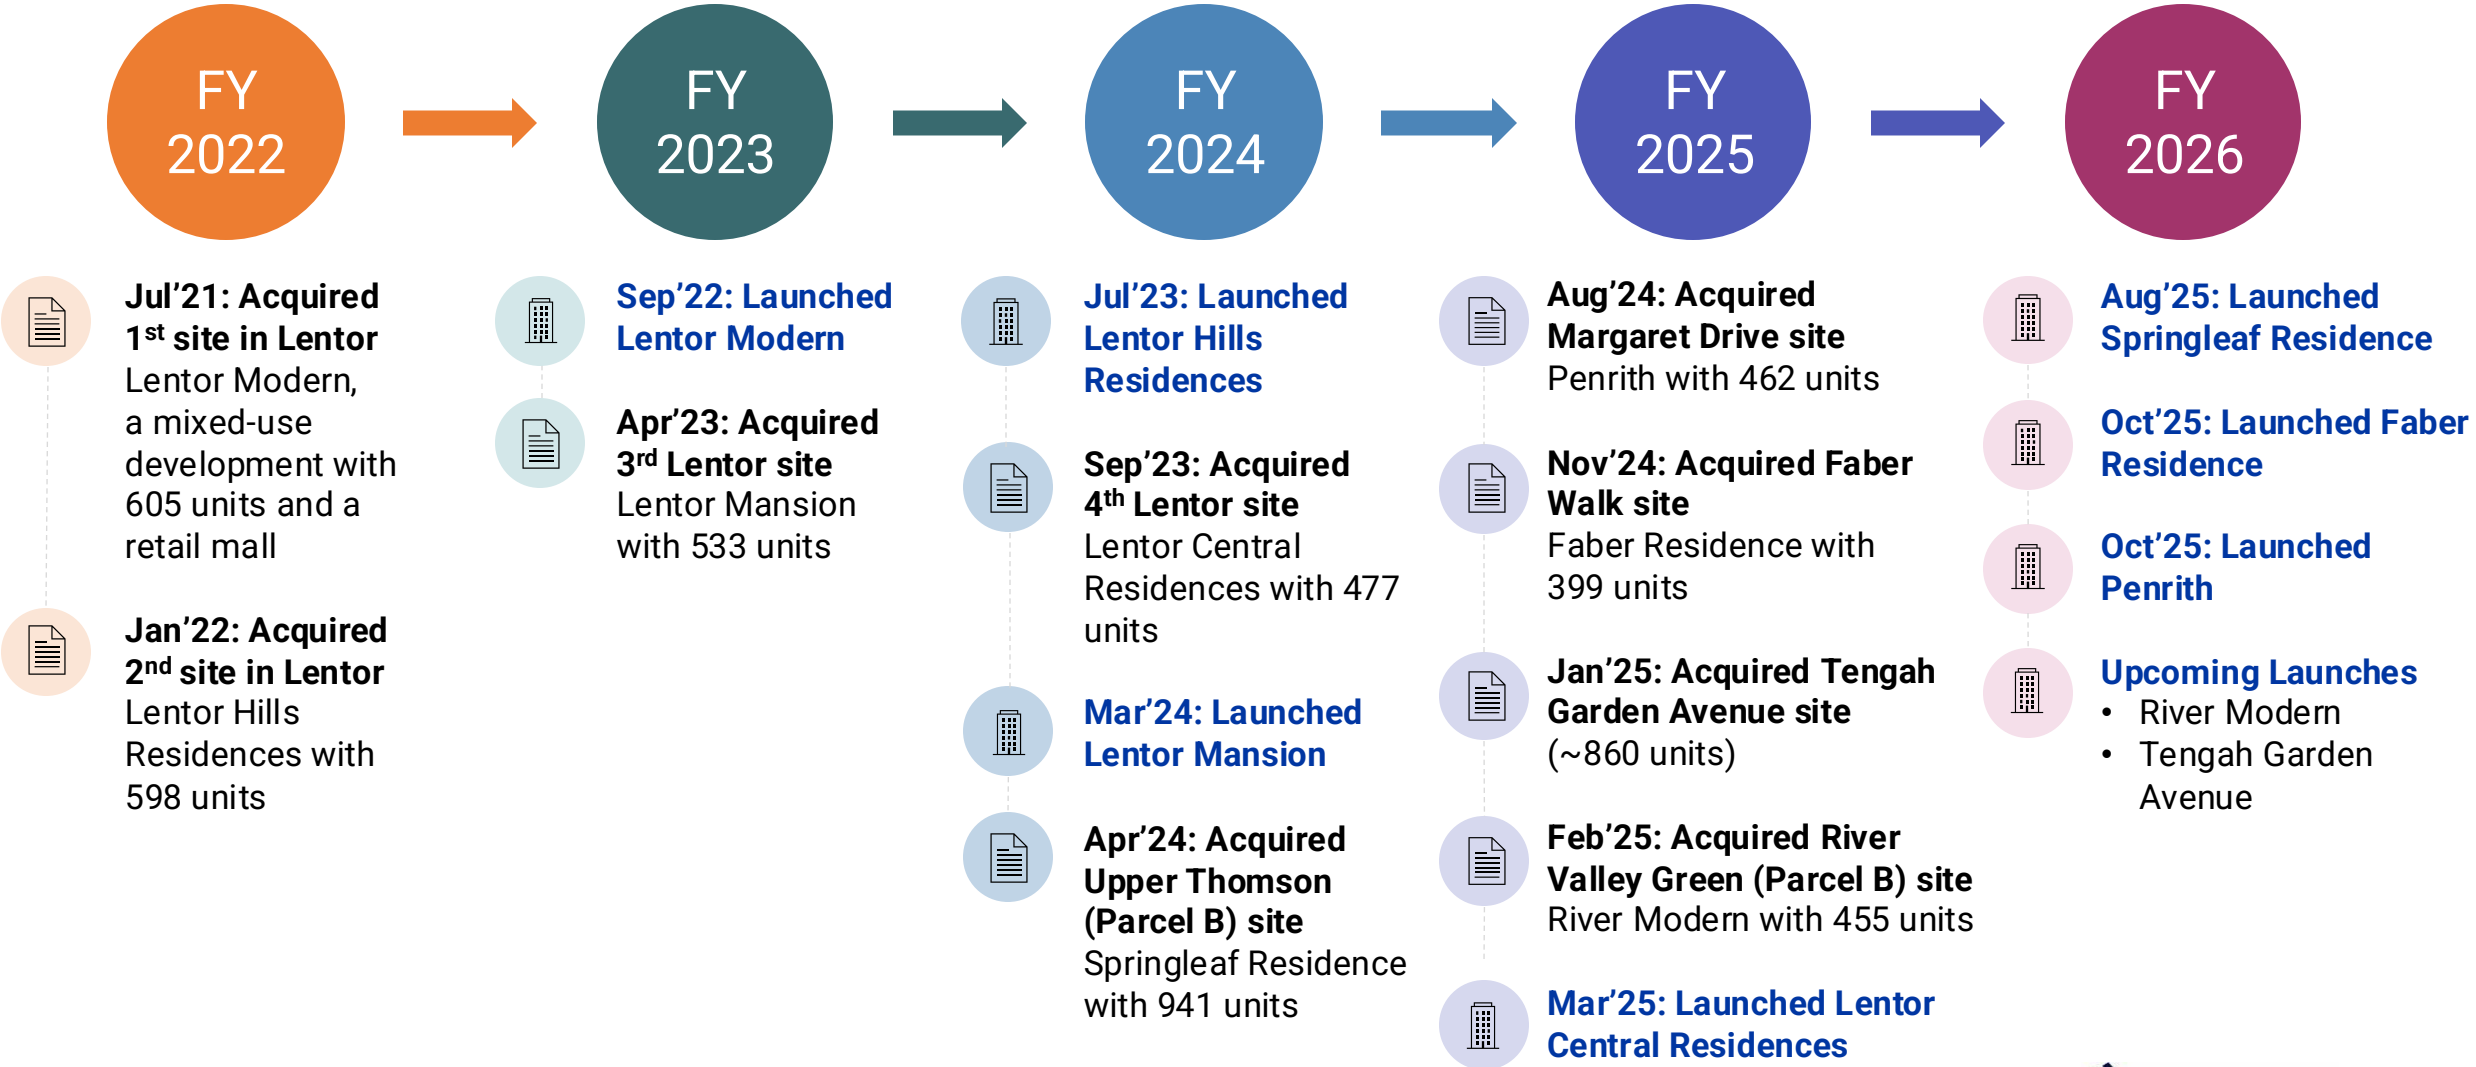 FY
2022
FY
2023
FY
2024
FY
2025
FY
2026
Jul’21: Acquired
1st site in Lentor
Lentor Modern,
a mixed-use
development with
605 units and a
retail mall
Jan’22: Acquired
2nd site in Lentor
Lentor Hills
Residences with
598 units
Sep’22: Launched
Lentor Modern
Apr’23: Acquired
3rd Lentor site
Lentor Mansion
with 533 units
Jul’23: Launched
Lentor Hills
Residences
Sep’23: Acquired
4th Lentor site
Lentor Central
Residences with 477
units
Mar’24: Launched
Lentor Mansion
Apr’24: Acquired
Upper Thomson
(Parcel B) site
Springleaf Residence
with 941 units
Aug’24: Acquired
Margaret Drive site
Penrith with 462 units
Nov’24: Acquired Faber
Walk site
Faber Residence with
399 units
Jan’25: Acquired Tengah
Garden Avenue site
(~860 units)
Feb’25: Acquired River
Valley Green (Parcel B) site
River Modern with 455 units
Mar’25: Launched Lentor
Central Residences
Aug’25: Launched
Springleaf Residence
Oct’25: Launched Faber
Residence
Oct’25: Launched
Penrith
Upcoming Launches
• River Modern
• Tengah Garden
Avenue